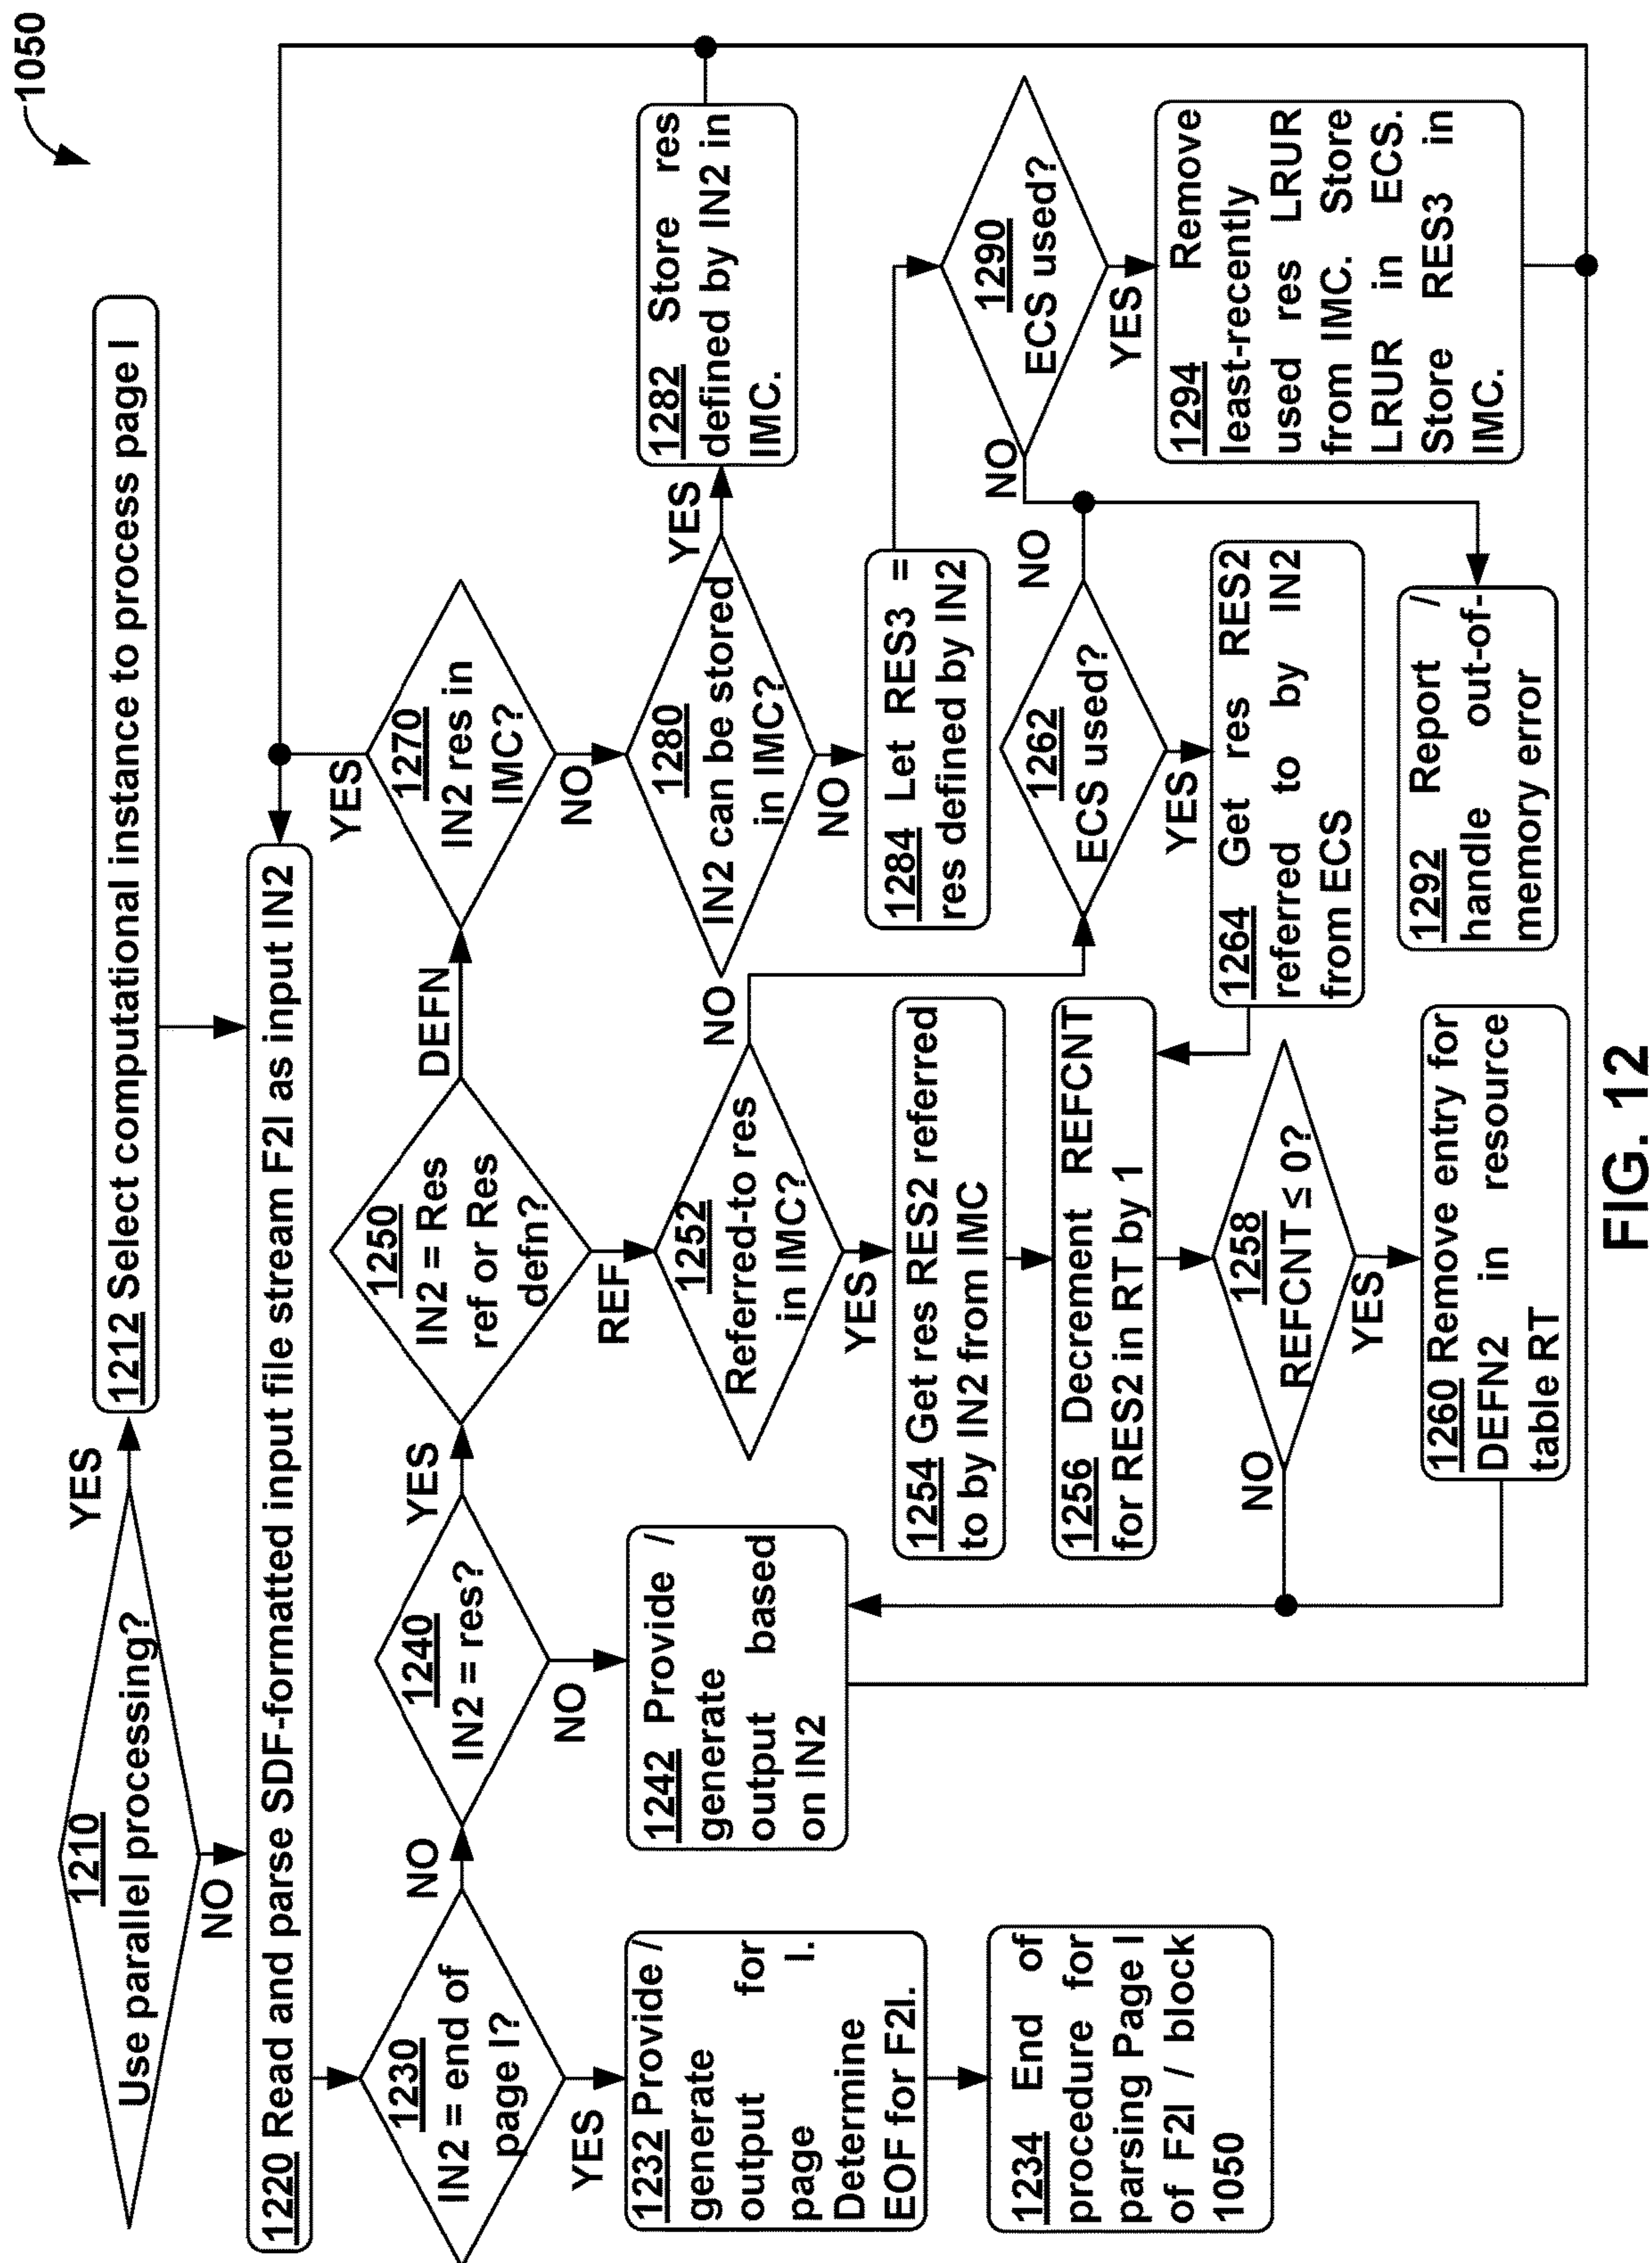 1050
1210
Use parallel processing?
YES
NO
1212 Select computational instance to process page I
1220 Read and parse SDF-formatted input file stream F2I as input IN2
1230
IN2 = end of
page I?
NO
YES
1232 Provide /
generate
output for
page I.
Determine
EOF for F2I.
1234 End of
procedure for
parsing Page I
of F2I / block
1050
1240
IN2 = res?
YES
NO
1242 Provide /
generate
output based
on IN2
1250
IN2 = Res
ref or Res
defn?
DEFN
REF
1252
Referred-to res
in IMC?
NO
YES
1254 Get res RES2 referred
to by IN2 from IMC
1256 Decrement REFCNT
for RES2 in RT by 1
1258
REFCNT ≤ 0?
NO
YES
1260 Remove entry for
DEFN2 in resource
table RT
1270
IN2 res in
IMC?
YES
NO
1280
IN2 can be stored
in IMC?
YES
NO
1282 Store res
defined by IN2 in
IMC.
1284 Let RES3 =
res defined by IN2
1262
ECS used?
NO
YES
1264 Get res RES2
referred to by IN2
from ECS
1290
ECS used?
NO
YES
1292 Report /
handle out-of-
memory error
1294 Remove
least-recently
used res LRUR
from IMC. Store
LRUR in ECS.
Store RES3 in
IMC.
FIG. 12